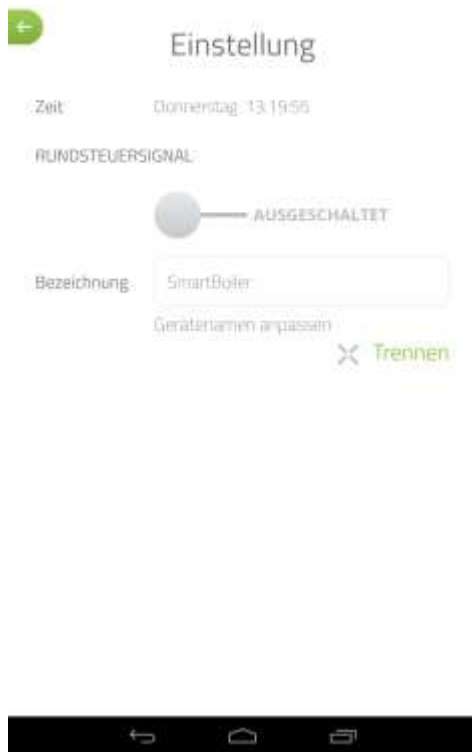 Einstellung
Zeit Donnerstag, 13:19:56
RUNDSTEUERSIGNAL
AUSGESCHALTET
Bezeichnung SmartBoiler
Gerätenamen anpassen
Trennen